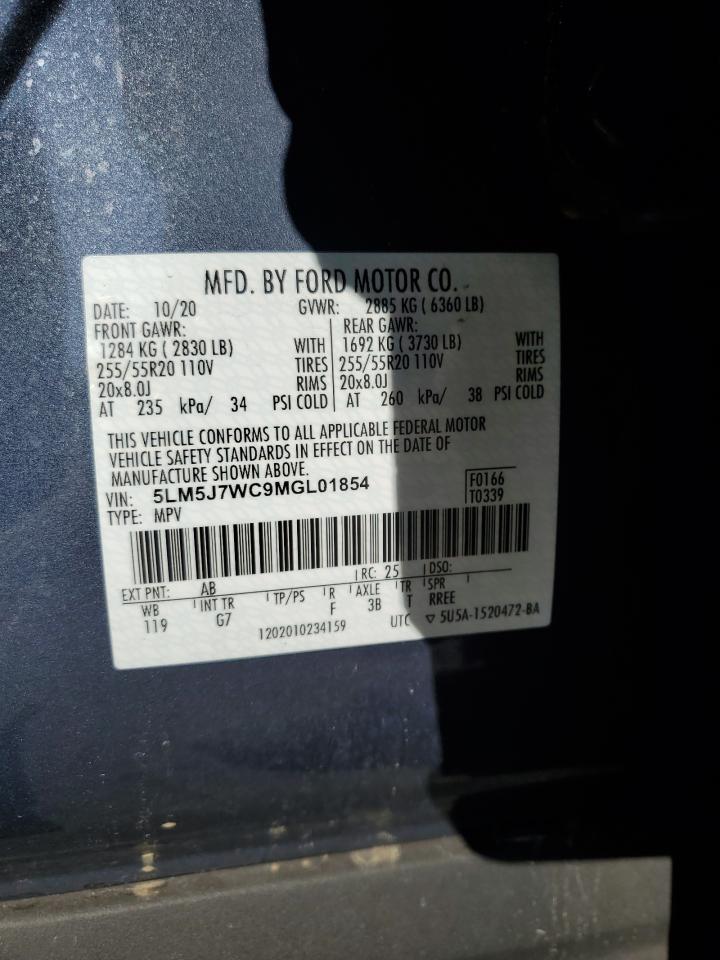 MFD. BY FORD MOTOR CO.
DATE: 10/20 GVWR: 2885 KG ( 6360 LB)
FRONT GAWR: REAR GAWR:
1284 KG ( 2830 LB) WITH 1692 KG ( 3730 LB) WITH
255/55R20 110V TIRES 255/55R20 110V TIRES
20x8.0J RIMS 20x8.0J RIMS
AT 235 kPa/ 34 PSI COLD AT 260 kPa/ 38 PSI COLD
THIS VEHICLE CONFORMS TO ALL APPLICABLE FEDERAL MOTOR
VEHICLE SAFETY STANDARDS IN EFFECT ON THE DATE OF
MANUFACTURE SHOWN ABOVE.
VIN: 5LM5J7WC9MGL01854 F0166
TYPE: MPV T0339
EXT PNT: AB RC: 25 DSO:
WB INT TR TP/PS R AXLE TR SPR
119 G7 F 3B T RREE
1202010234159 UTC ▽ 5U5A-1520472-BA